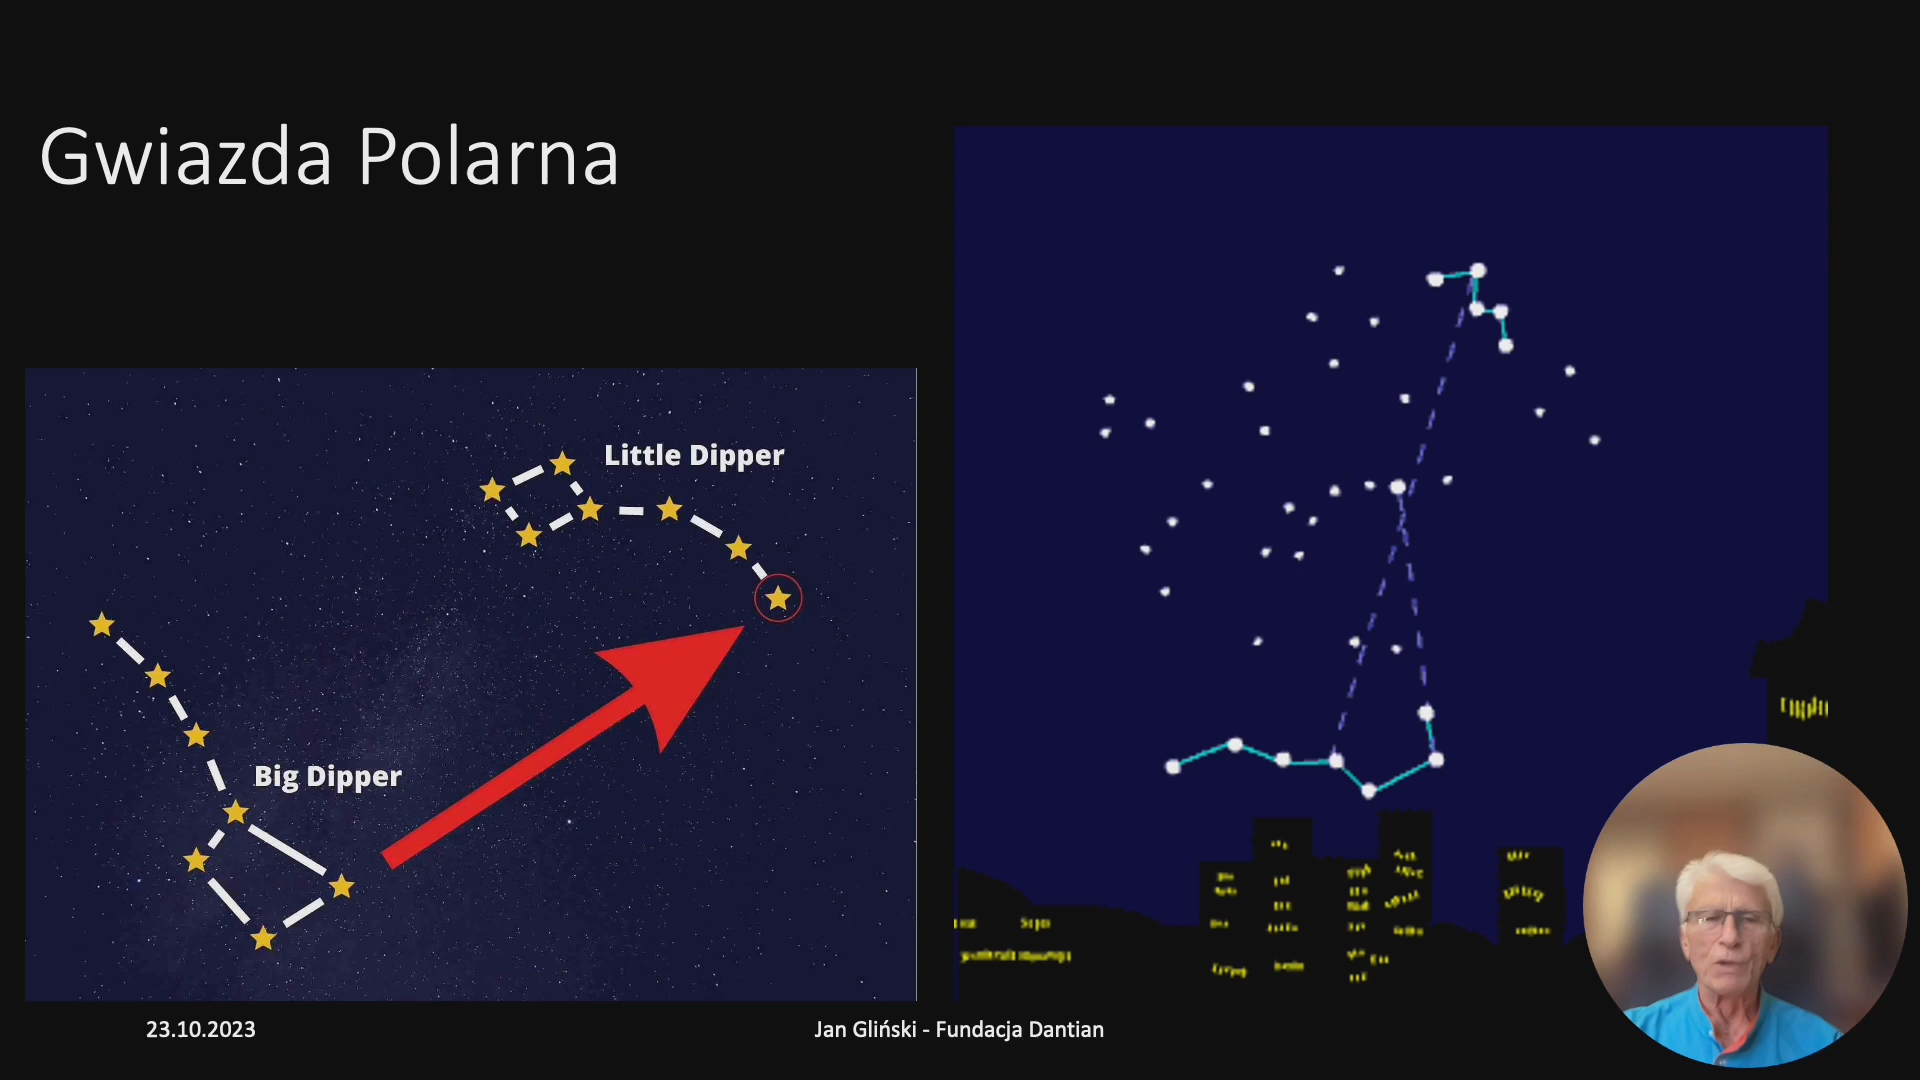 Gwiazda Polarna
Little Dipper
Big Dipper
23.10.2023
Jan Gliński - Fundacja Dantian